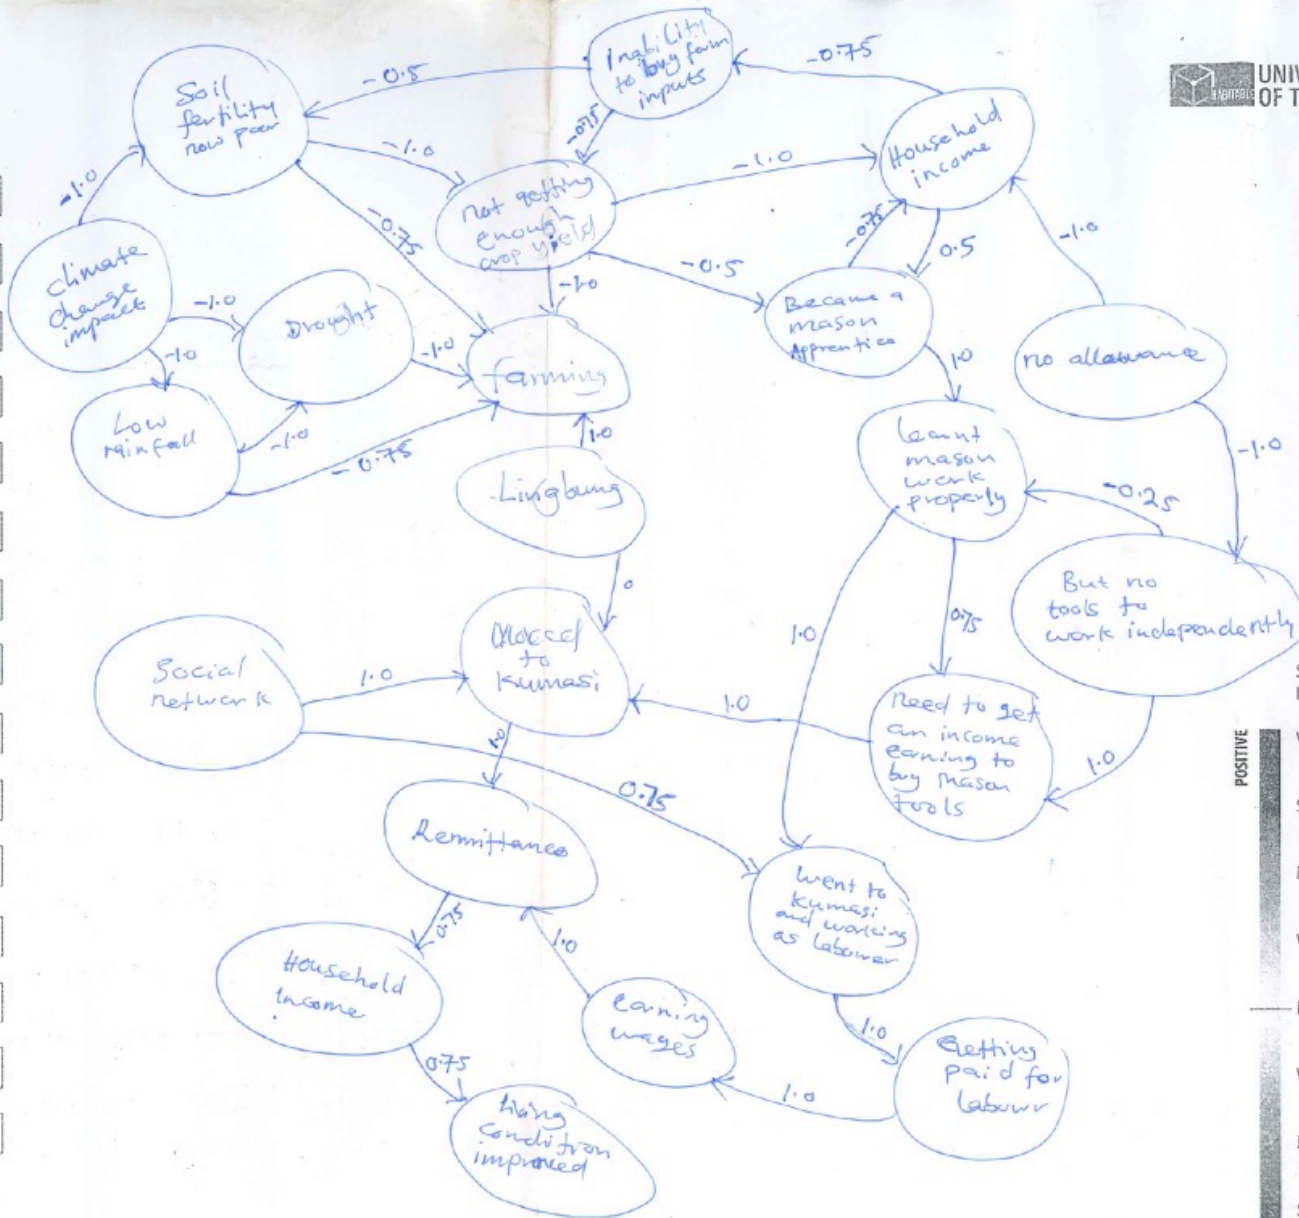 Inability
to buy farm
inputs
-0.75
-0.5
Soil
fertility
now poor
HABITABLE
UNIV
OF T
Household
income
-0.75
-1.0
-1.0
-1.0
not getting
enough
crop yield
-0.75
-0.75
0.5
-1.0
-0.5
climate
change
impact
-1.0
Drought
-1.0
Became a
mason
Apprentice
-1.0
-1.0
farming
1.0
no allowance
Low
rainfall
-1.0
-0.75
1.0
learnt
mason
work
properly
-1.0
-0.25
Lingbung
0
But no
tools to
work independently
Moved
to
Kumasi
1.0
0.75
Social
network
1.0
1.0
Need to get
an income
earning to
buy mason
tools
1.0
POSITIVE
1.0
0.75
Remittance
Went to
Kumasi
and working
as labourer
0.75
1.0
Household
Income
earning
wages
1.0
Getting
paid for
labour
0.75
1.0
living
condition
improved